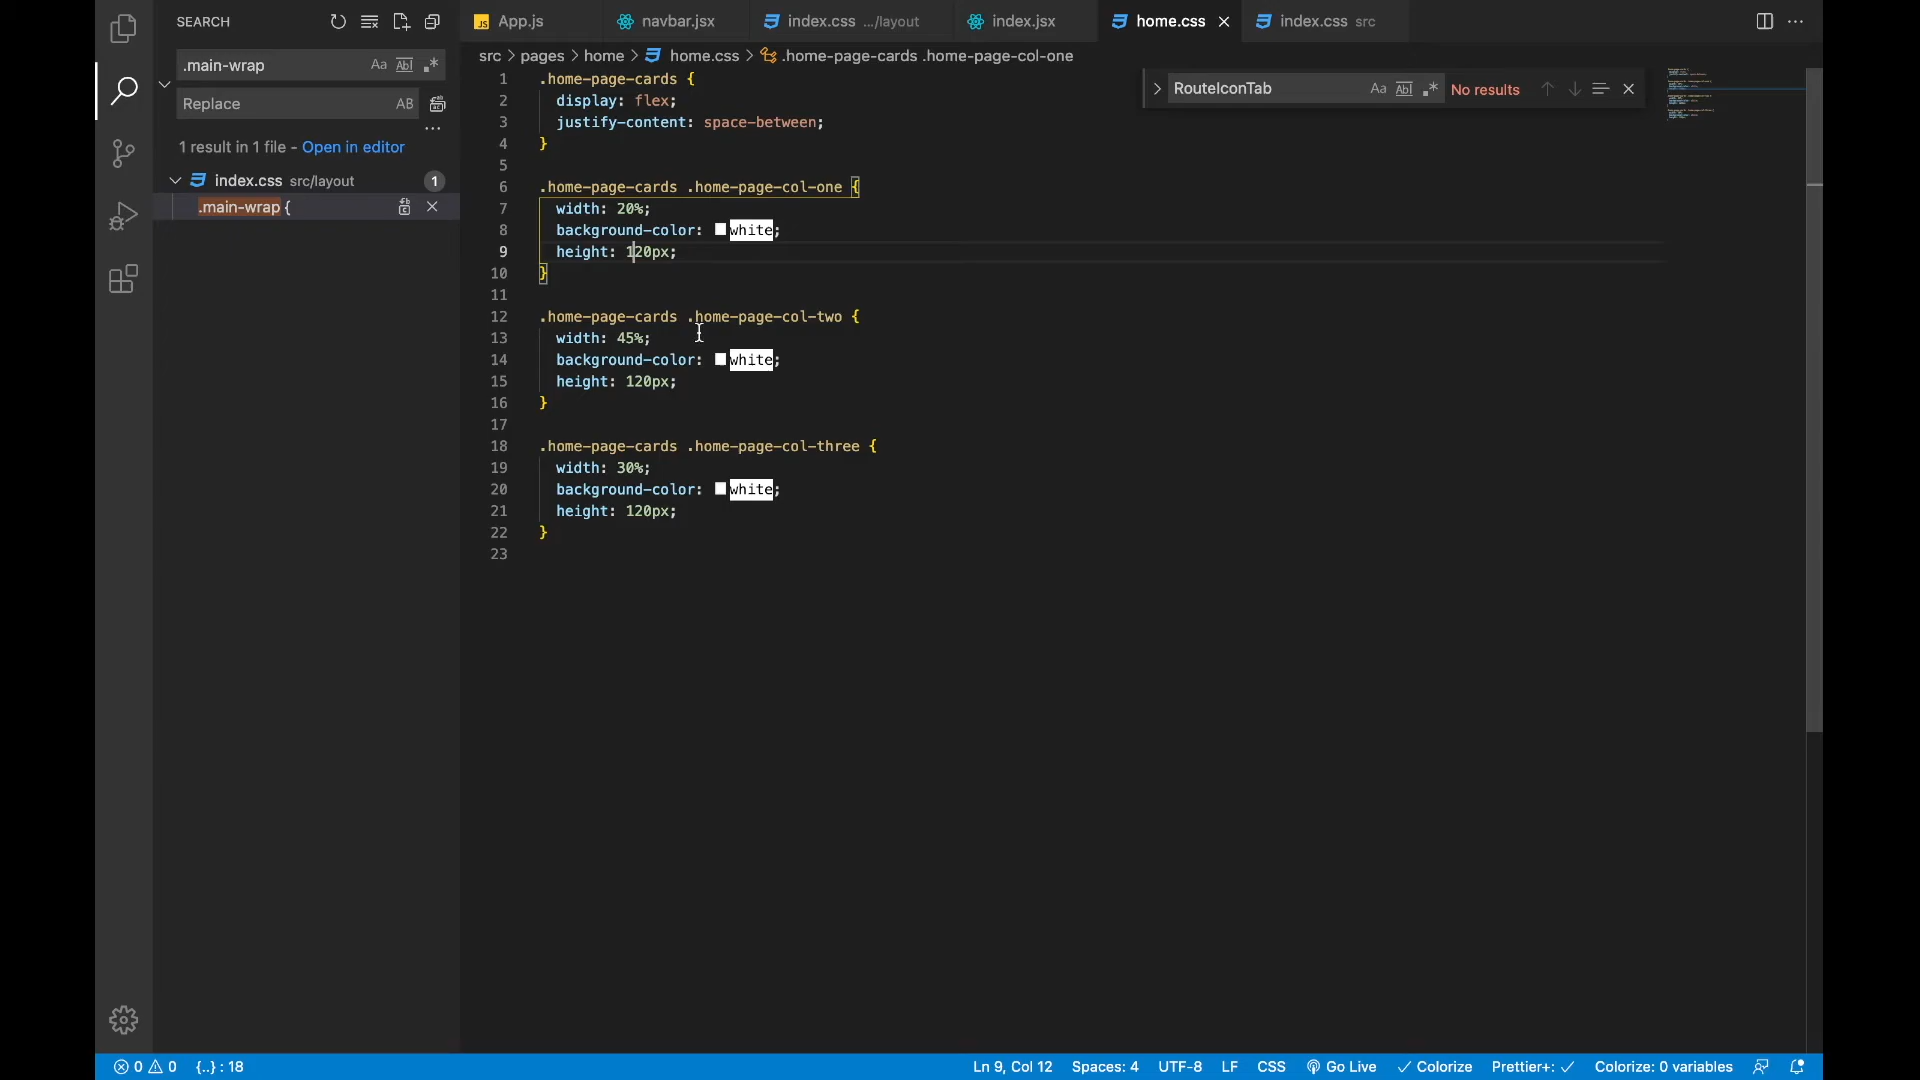 SEARCH
.main-wrap
Aa Abl .*
Replace
AB
1 result in 1 file - Open in editor
index.css src/layout
1
.main-wrap {
App.js
navbar.jsx
index.css .../layout
index.jsx
home.css
index.css src
src > pages > home > home.css > .home-page-cards .home-page-col-one
RouteIconTab
Aa Abl .*
No results
1 .home-page-cards {
2 display: flex;
3 justify-content: space-between;
4 }
5
6 .home-page-cards .home-page-col-one {
7 width: 20%;
8 background-color: white;
9 height: 120px;
10 }
11
12 .home-page-cards .home-page-col-two {
13 width: 45%;
14 background-color: white;
15 height: 120px;
16 }
17
18 .home-page-cards .home-page-col-three {
19 width: 30%;
20 background-color: white;
21 height: 120px;
22 }
23
0 0 {..} : 18
Ln 9, Col 12 Spaces: 4 UTF-8 LF CSS Go Live Colorize Prettier+: ✓ Colorize: 0 variables